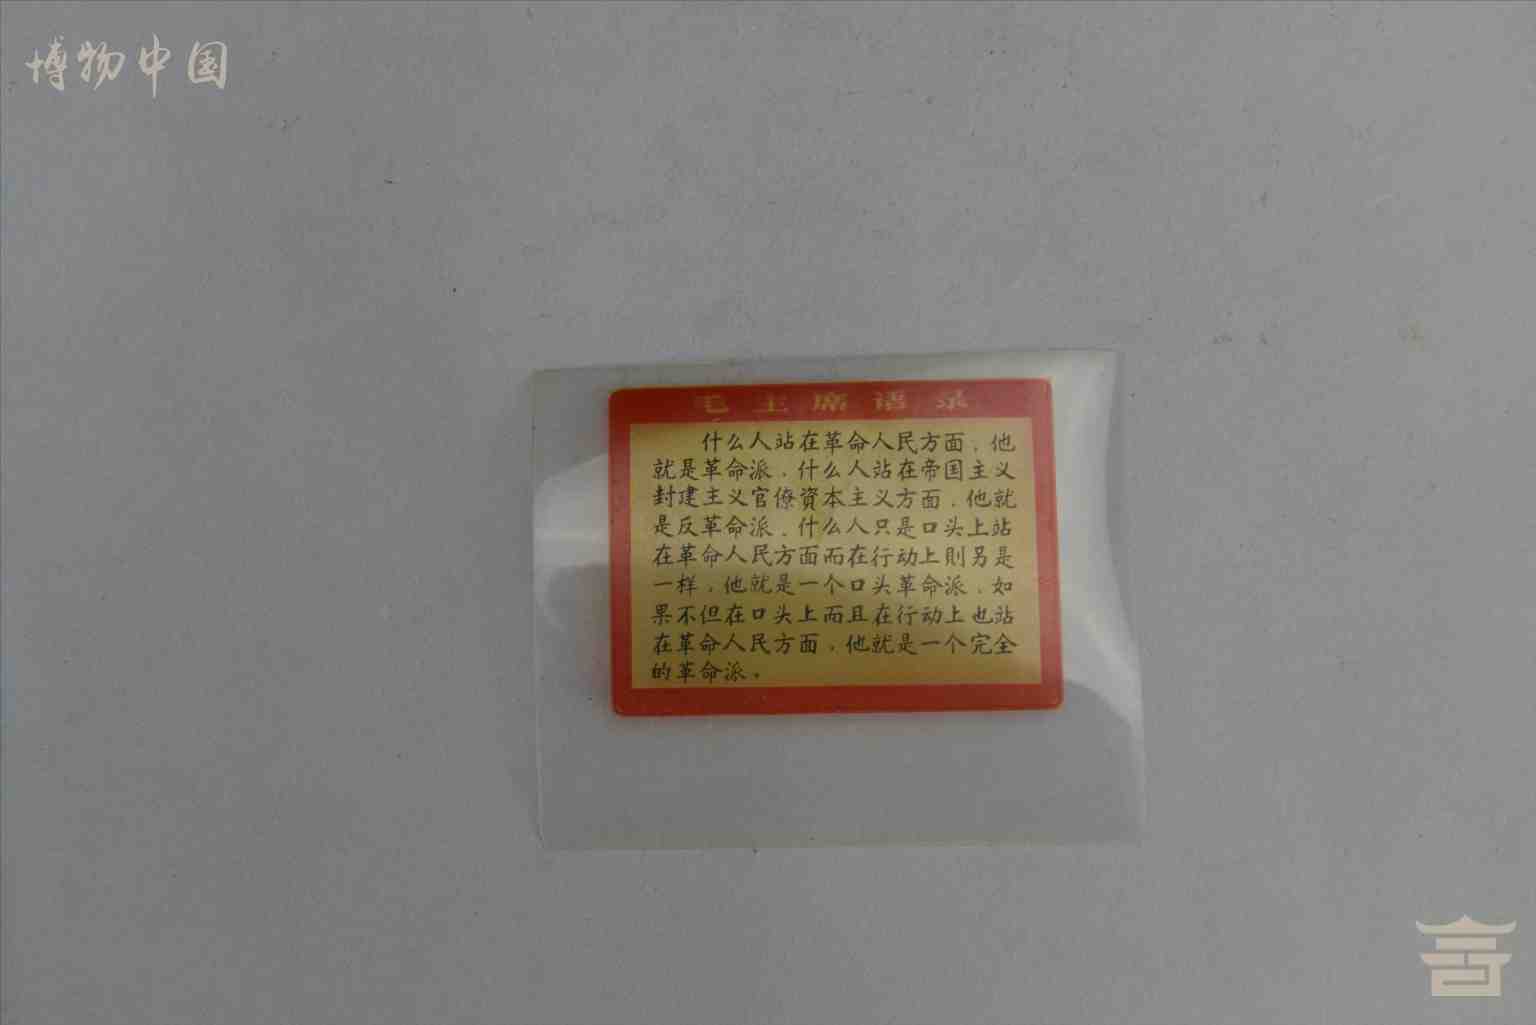 博物中国
毛主席语录
什么人站在革命人民方面，他
就是革命派，什么人站在帝国主义
封建主义官僚資本主义方面，他就
是反革命派。什么人只是口头上站
在革命人民方面而在行动上則另是
一样，他就是一个口头革命派，如
果不但在口头上而且在行动上也站
在革命人民方面，他就是一个完全
的革命派。